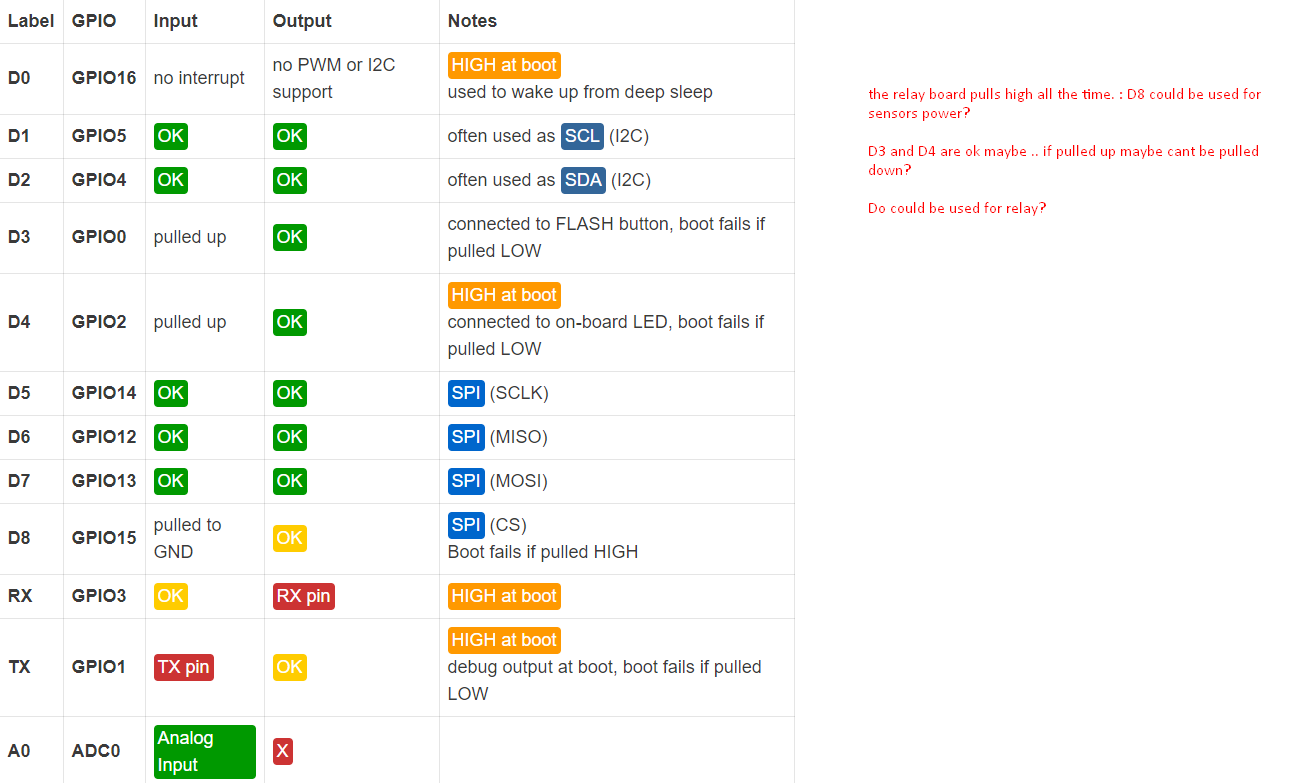 Label GPIO Input Output Notes
D0 GPIO16 no interrupt no PWM or I2C support HIGH at boot
used to wake up from deep sleep
D1 GPIO5 OK OK often used as SCL (I2C)
D2 GPIO4 OK OK often used as SDA (I2C)
D3 GPIO0 pulled up OK connected to FLASH button, boot fails if
pulled LOW
D4 GPIO2 pulled up OK HIGH at boot
connected to on-board LED, boot fails if
pulled LOW
D5 GPIO14 OK OK SPI (SCLK)
D6 GPIO12 OK OK SPI (MISO)
D7 GPIO13 OK OK SPI (MOSI)
D8 GPIO15 pulled to GND OK SPI (CS)
Boot fails if pulled HIGH
RX GPIO3 OK RX pin HIGH at boot
TX GPIO1 TX pin OK HIGH at boot
debug output at boot, boot fails if pulled
LOW
A0 ADC0 Analog Input X
the relay board pulls high all the time. : D8 could be used for
sensors power?
D3 and D4 are ok maybe .. if pulled up maybe cant be pulled
down?
Do could be used for relay?